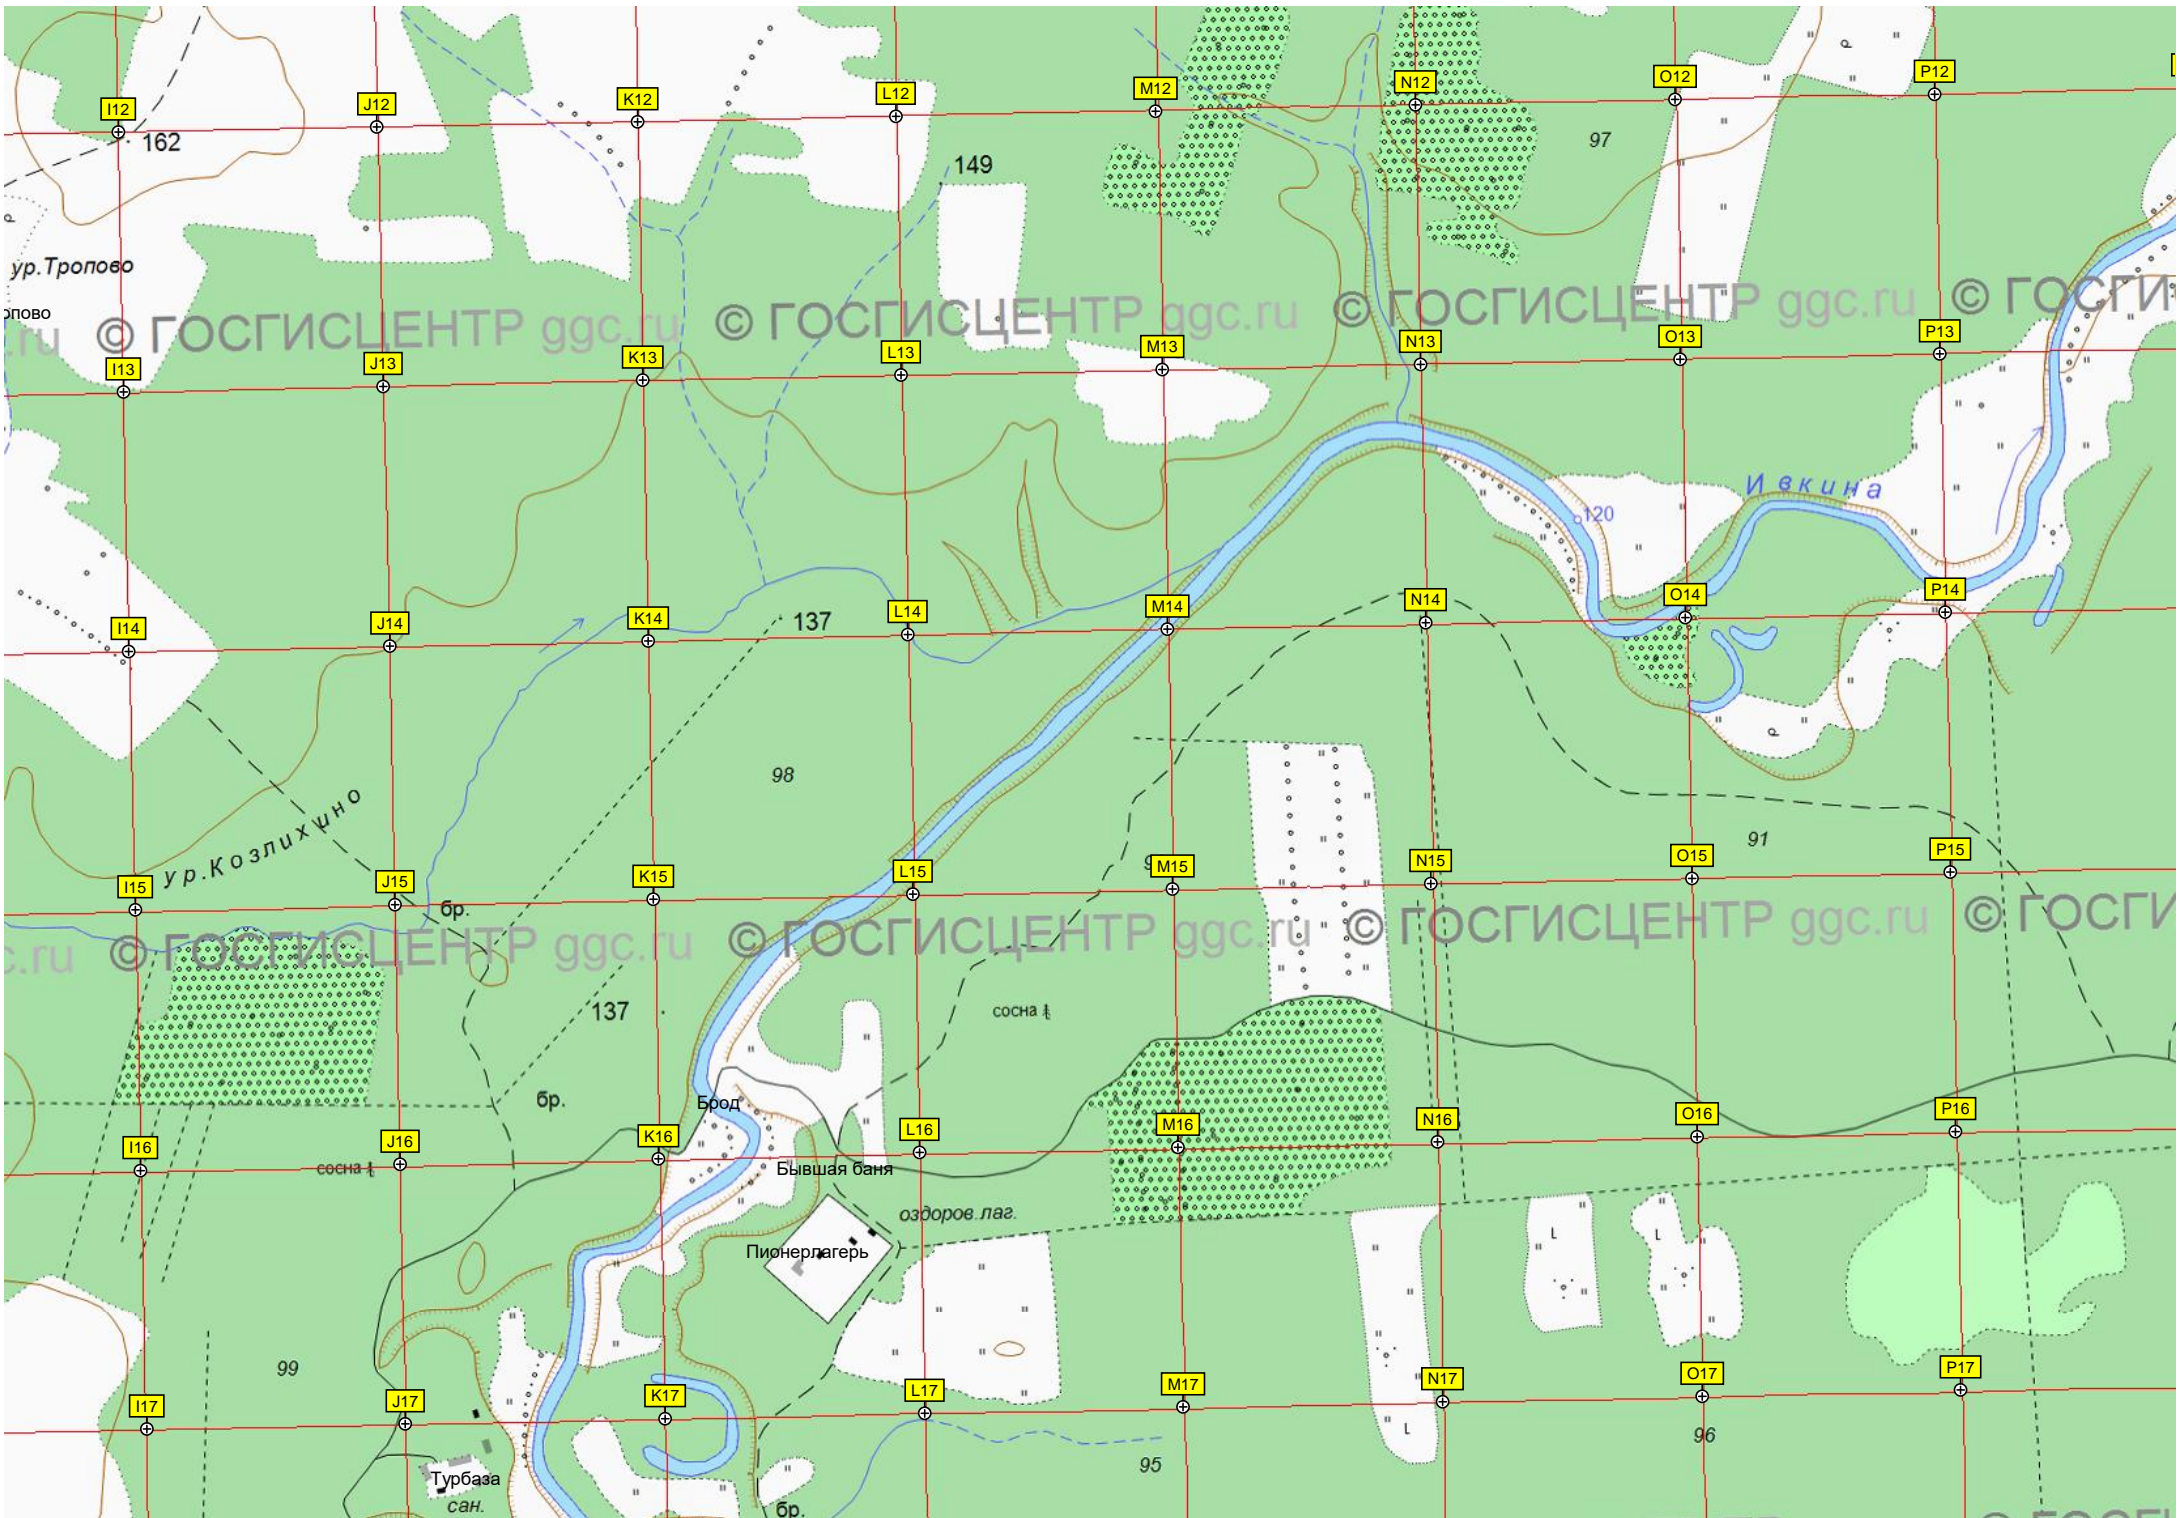 I12
J12
K12
L12
M12
N12
O12
P12
162
149
97
ур.Тропово
опово
.ru © ГОСГИСЦЕНТР ggc.ru © ГОСГИСЦЕНТР ggc.ru © ГОСГИСЦЕНТР ggc.ru © ГОСГИ
I13
J13
K13
L13
M13
N13
O13
P13
Ивкина
120
I14
J14
K14
L14
M14
N14
O14
P14
137
98
ур.Козлихино
91
I15
J15
K15
L15
M15
N15
O15
P15
бр.
c.ru © ГОСГИСЦЕНТР ggc.ru © ГОСГИСЦЕНТР ggc.ru © ГОСГИСЦЕНТР ggc.ru © ГОСГИ
137
сосна
бр.
Брод
I16
J16
K16
L16
M16
N16
O16
P16
сосна
Бывшая баня
оздоров.лаг.
Пионерлагерь
99
I17
J17
K17
L17
M17
N17
O17
P17
96
95
Турбаза
сан.
бр.